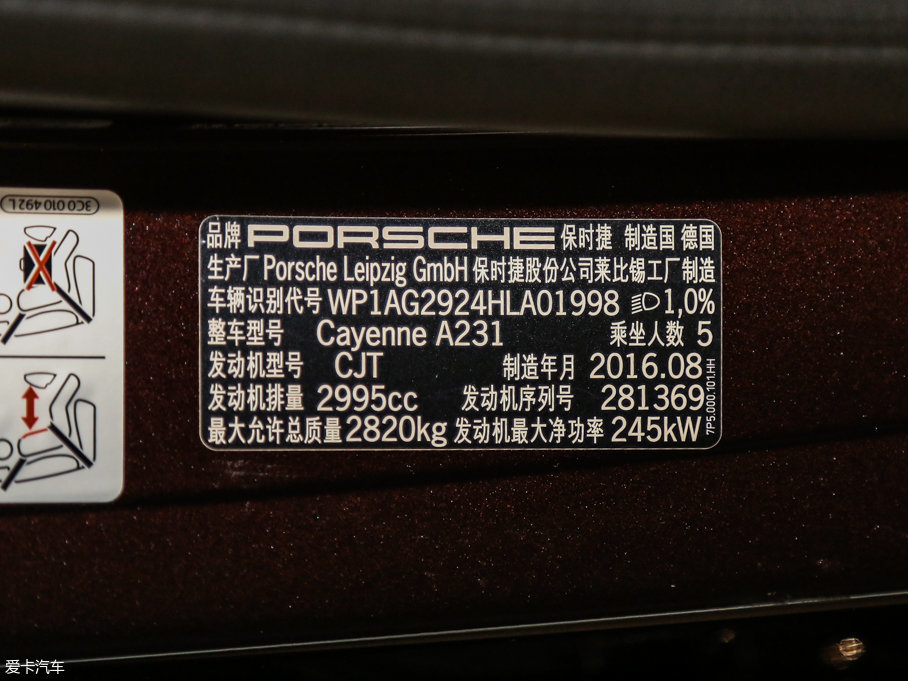 3C0 010 492 L
品牌 PORSCHE 保时捷 制造国 德国
生产厂 Porsche Leipzig GmbH 保时捷股份公司莱比锡工厂制造
车辆识别代号 WP1AG2924HLA01998 1,0%
整车型号 Cayenne A231 乘坐人数 5
发动机型号 CJT 制造年月 2016.08
发动机排量 2995cc 发动机序列号 281369
最大允许总质量 2820kg 发动机最大净功率 245kW
7P5.000.101.HH
爱卡汽车